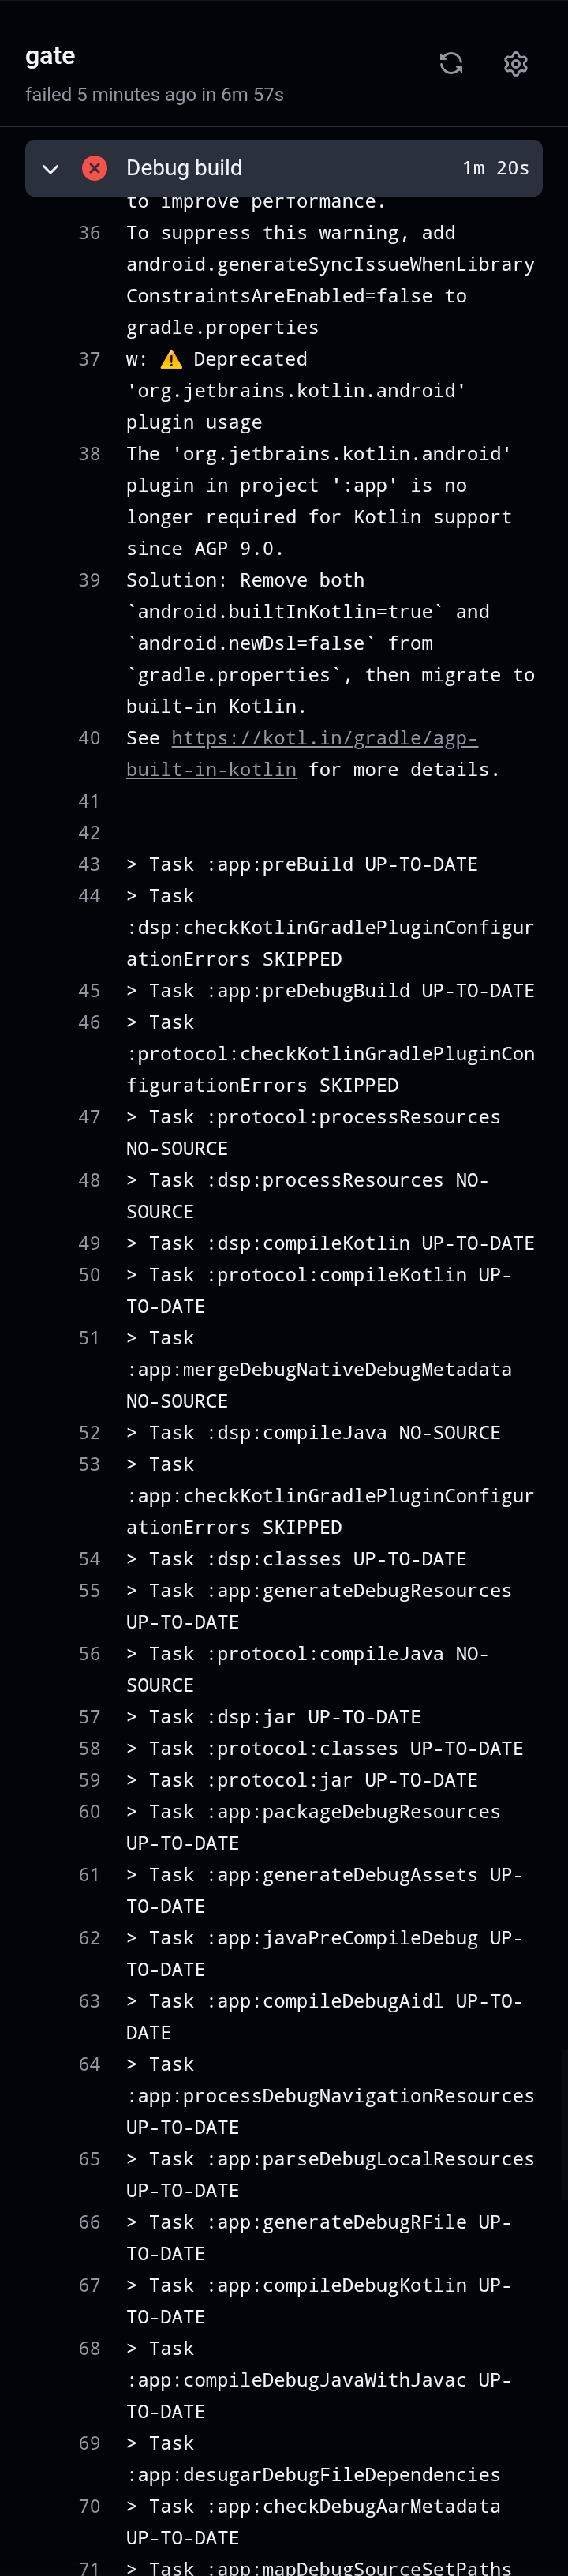 gate
failed 5 minutes ago in 6m 57s
Debug build 1m 20s
to improve performance.
36 To suppress this warning, add
android.generateSyncIssueWhenLibrary
ConstraintsAreEnabled=false to
gradle.properties
37 w: ⚠️ Deprecated
'org.jetbrains.kotlin.android'
plugin usage
38 The 'org.jetbrains.kotlin.android'
plugin in project ':app' is no
longer required for Kotlin support
since AGP 9.0.
39 Solution: Remove both
`android.builtInKotlin=true` and
`android.newDsl=false` from
`gradle.properties`, then migrate to
built-in Kotlin.
40 See https://kotl.in/gradle/agp-
built-in-kotlin for more details.
41
42
43 > Task :app:preBuild UP-TO-DATE
44 > Task
:dsp:checkKotlinGradlePluginConfigur
ationErrors SKIPPED
45 > Task :app:preDebugBuild UP-TO-DATE
46 > Task
:protocol:checkKotlinGradlePluginCon
figurationErrors SKIPPED
47 > Task :protocol:processResources
NO-SOURCE
48 > Task :dsp:processResources NO-
SOURCE
49 > Task :dsp:compileKotlin UP-TO-DATE
50 > Task :protocol:compileKotlin UP-
TO-DATE
51 > Task
:app:mergeDebugNativeDebugMetadata
NO-SOURCE
52 > Task :dsp:compileJava NO-SOURCE
53 > Task
:app:checkKotlinGradlePluginConfigur
ationErrors SKIPPED
54 > Task :dsp:classes UP-TO-DATE
55 > Task :app:generateDebugResources
UP-TO-DATE
56 > Task :protocol:compileJava NO-
SOURCE
57 > Task :dsp:jar UP-TO-DATE
58 > Task :protocol:classes UP-TO-DATE
59 > Task :protocol:jar UP-TO-DATE
60 > Task :app:packageDebugResources
UP-TO-DATE
61 > Task :app:generateDebugAssets UP-
TO-DATE
62 > Task :app:javaPreCompileDebug UP-
TO-DATE
63 > Task :app:compileDebugAidl UP-TO-
DATE
64 > Task
:app:processDebugNavigationResources
UP-TO-DATE
65 > Task :app:parseDebugLocalResources
UP-TO-DATE
66 > Task :app:generateDebugRFile UP-
TO-DATE
67 > Task :app:compileDebugKotlin UP-
TO-DATE
68 > Task
:app:compileDebugJavaWithJavac UP-
TO-DATE
69 > Task
:app:desugarDebugFileDependencies
70 > Task :app:checkDebugAarMetadata
UP-TO-DATE
71 > Task :app:mapDebugSourceSetPaths